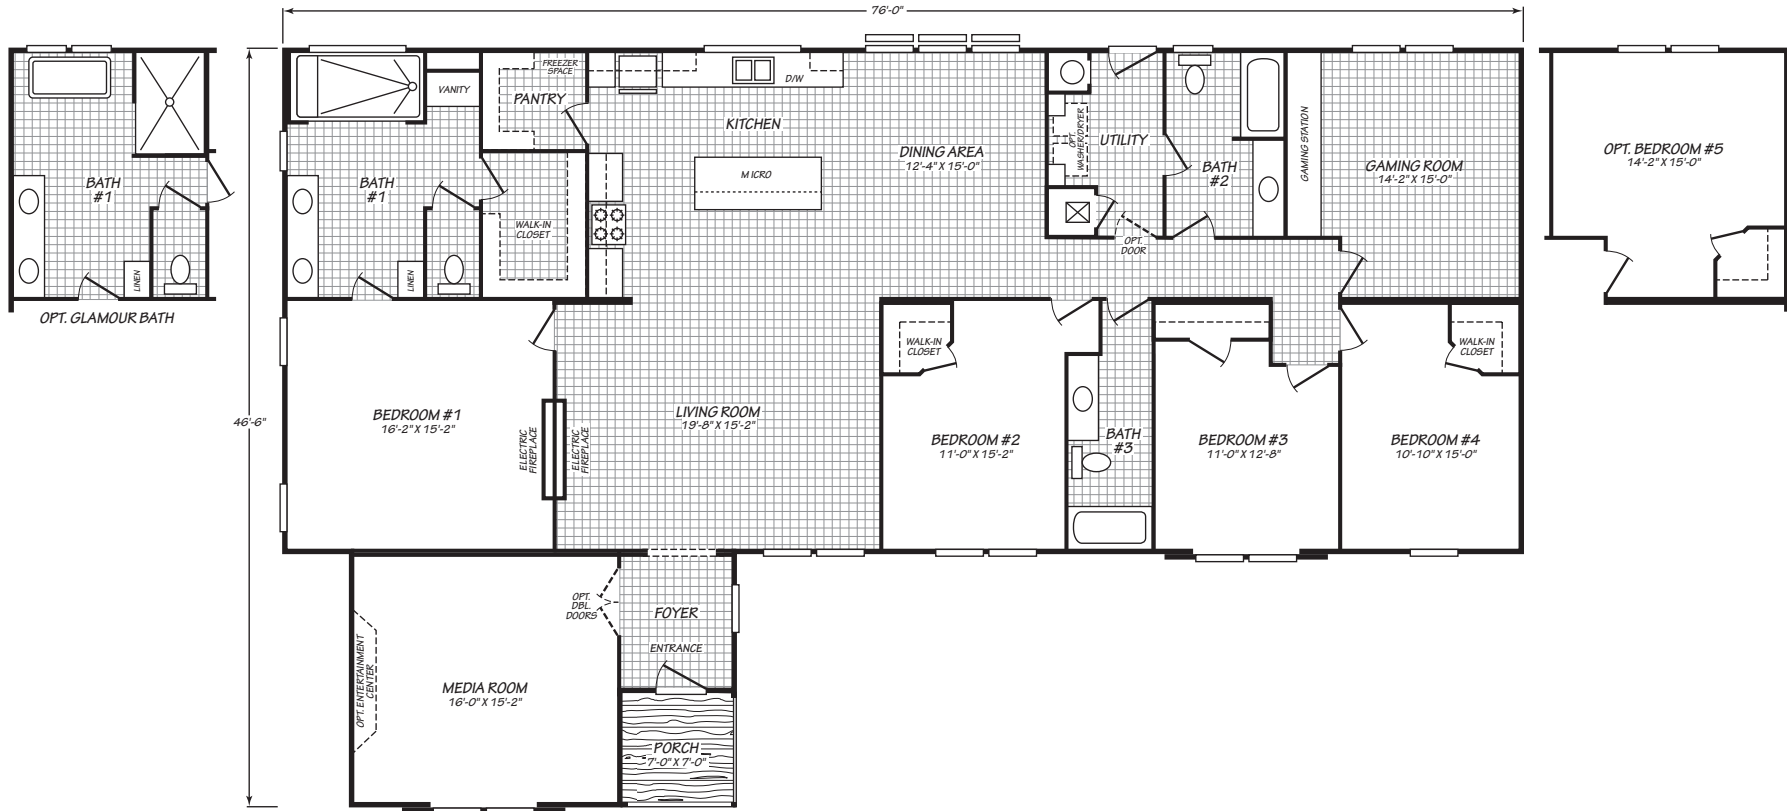 76'-0"
46'-6"
BATH
#1
LINEN
OPT. GLAMOUR BATH
VANITY
BATH
#1
LINEN
FREEZER
SPACE
PANTRY
WALK-IN
CLOSET
KITCHEN
D/W
MICRO
DINING AREA
12'-4" X 15'-0"
OPT.
WASHER/DRYER
UTILITY
OPT.
DOOR
BATH
#2
GAMING STATION
GAMING ROOM
14'-2" X 15'-0"
OPT. BEDROOM #5
14'-2" X 15'-0"
BEDROOM #1
16'-2" X 15'-2"
ELECTRIC
FIREPLACE
ELECTRIC
FIREPLACE
LIVING ROOM
19'-8" X 15'-2"
WALK-IN
CLOSET
BEDROOM #2
11'-0" X 15'-2"
BATH
#3
BEDROOM #3
11'-0" X 12'-8"
WALK-IN
CLOSET
BEDROOM #4
10'-10" X 15'-0"
OPT. ENTERTAINMENT
CENTER
MEDIA ROOM
16'-0" X 15'-2"
OPT.
DBL.
DOORS
FOYER
ENTRANCE
PORCH
7'-0" X 7'-0"